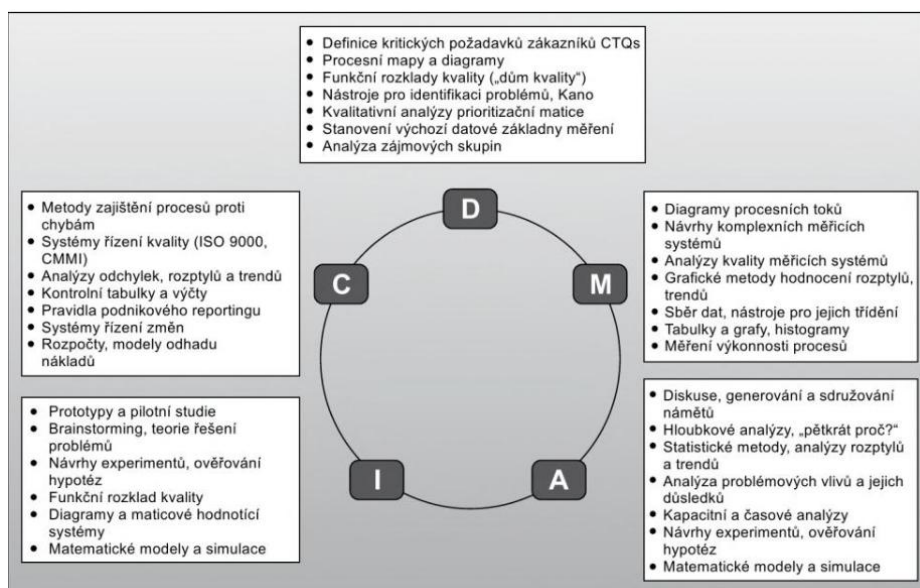 • Definice kritických požadavků zákazníků CTQs
• Procesní mapy a diagramy
• Funkční rozklady kvality („dům kvality“)
• Nástroje pro identifikaci problémů, Kano
• Kvalitativní analýzy prioritizační matice
• Stanovení výchozí datové základny měření
• Analýza zájmových skupin
D
• Metody zajištění procesů proti
chybám
• Systémy řízení kvality (ISO 9000,
CMMI)
• Analýzy odchylek, rozptylů a trendů
• Kontrolní tabulky a výčty
• Pravidla podnikového reportingu
• Systémy řízení změn
• Rozpočty, modely odhadu
nákladů
C
M
• Diagramy procesních toků
• Návrhy komplexních měřicích
systémů
• Analýzy kvality měřicích systémů
• Grafické metody hodnocení rozptylů,
trendů
• Sběr dat, nástroje pro jejich třídění
• Tabulky a grafy, histogramy
• Měření výkonnosti procesů
• Prototypy a pilotní studie
• Brainstorming, teorie řešení
problémů
• Návrhy experimentů, ověřování
hypotéz
• Funkční rozklad kvality
• Diagramy a maticové hodnotící
systémy
• Matematické modely a simulace
I
A
• Diskuse, generování a sdružování
námětů
• Hloubkové analýzy, „pětkrát proč?“
• Statistické metody, analýzy rozptylů
a trendů
• Analýza problémových vlivů a jejich
důsledků
• Kapacitní a časové analýzy
• Návrhy experimentů, ověřování
hypotéz
• Matematické modely a simulace